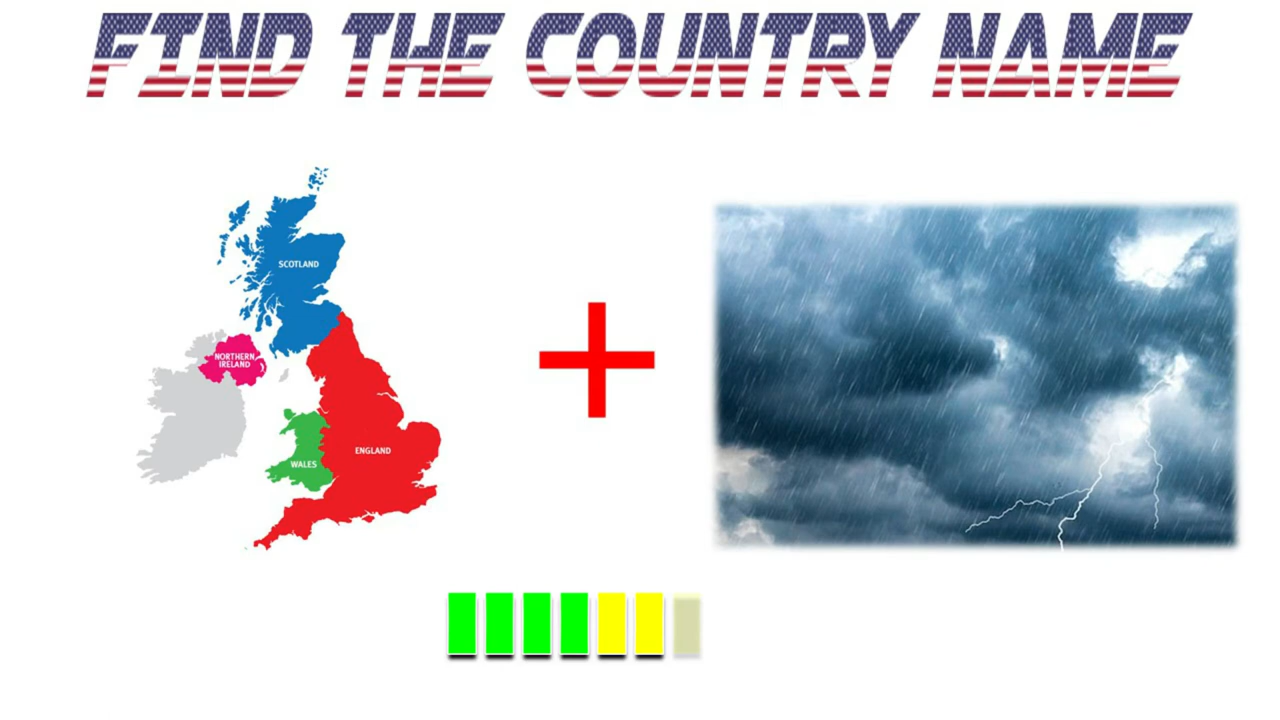 FIND THE COUNTRY NAME
SCOTLAND
NORTHERN
IRELAND
ENGLAND
WALES